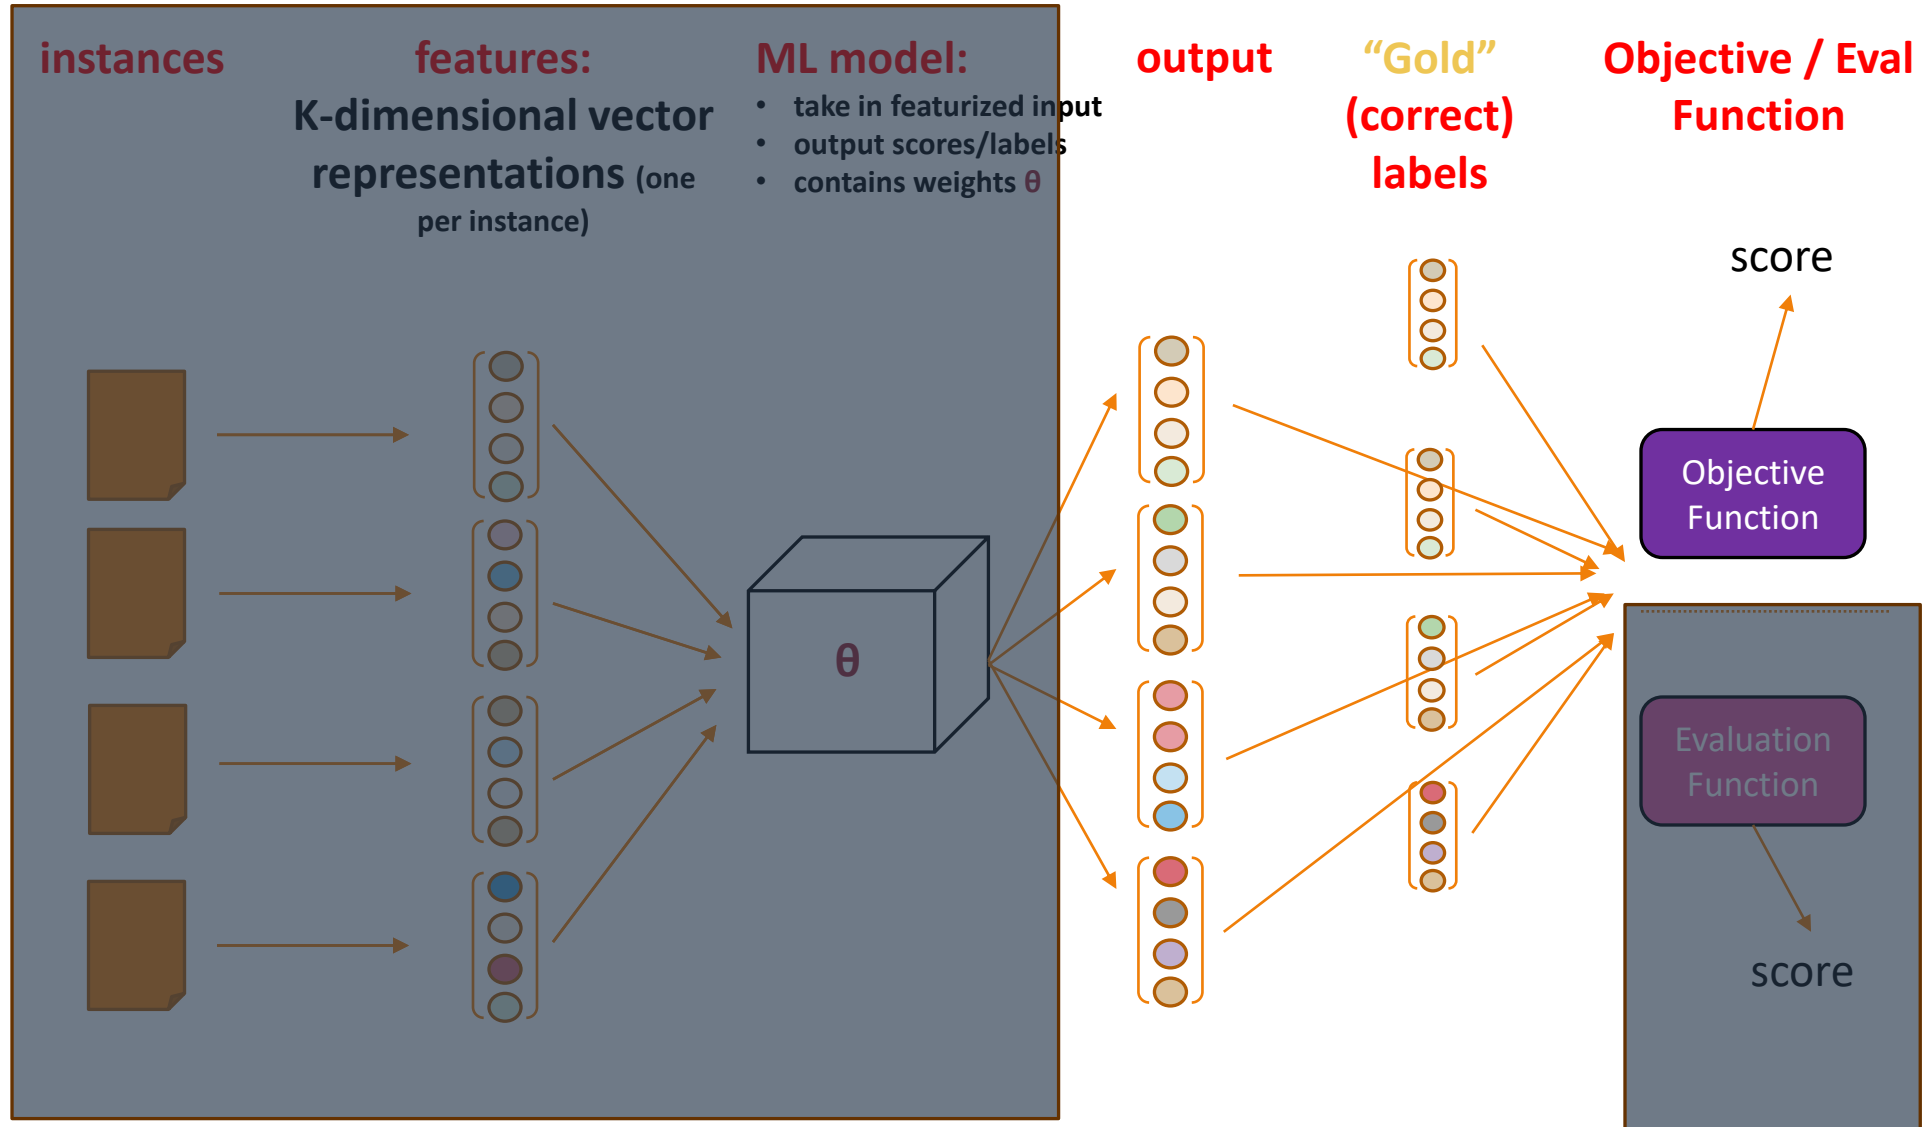 instances
features:
K-dimensional vector
representations (one
per instance)
ML model:
• take in featurized input
• output scores/labels
• contains weights θ
output
“Gold”
(correct)
labels
Objective / Eval
Function
score
Objective
Function
θ
Evaluation
Function
score